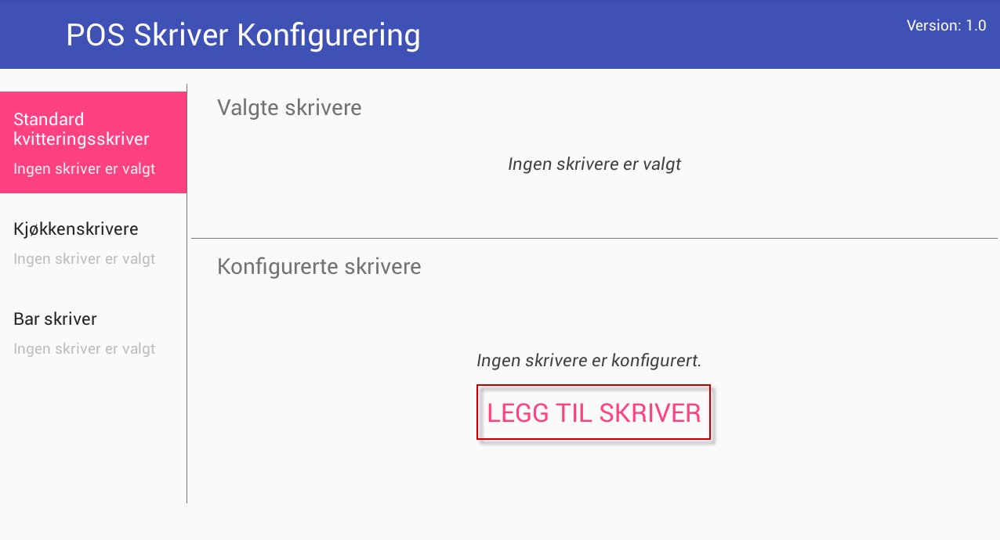 POS Skriver Konfigurering
Version: 1.0
Standard
kvitteringsskriver
Ingen skriver er valgt
Kjøkkenskrivere
Ingen skriver er valgt
Bar skriver
Ingen skriver er valgt
Valgte skrivere
Ingen skrivere er valgt
Konfigurerte skrivere
Ingen skrivere er konfigurert.
LEGG TIL SKRIVER